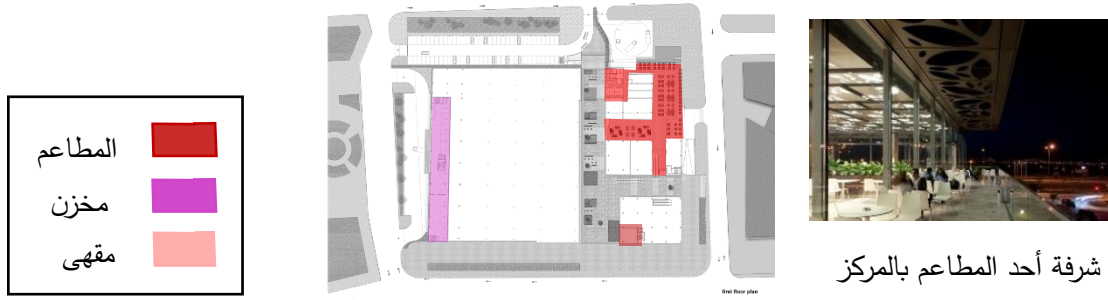 المطاعم
مخزن
مقهى
first floor plan
شرفة أحد المطاعم بالمركز